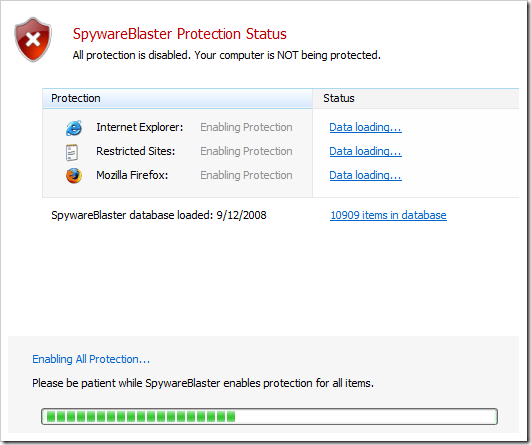 SpywareBlaster Protection Status
All protection is disabled. Your computer is NOT being protected.
Protection Status
Internet Explorer: Enabling Protection Data loading...
Restricted Sites: Enabling Protection Data loading...
Mozilla Firefox: Enabling Protection Data loading...
SpywareBlaster database loaded: 9/12/2008 10909 items in database
Enabling All Protection...
Please be patient while SpywareBlaster enables protection for all items.